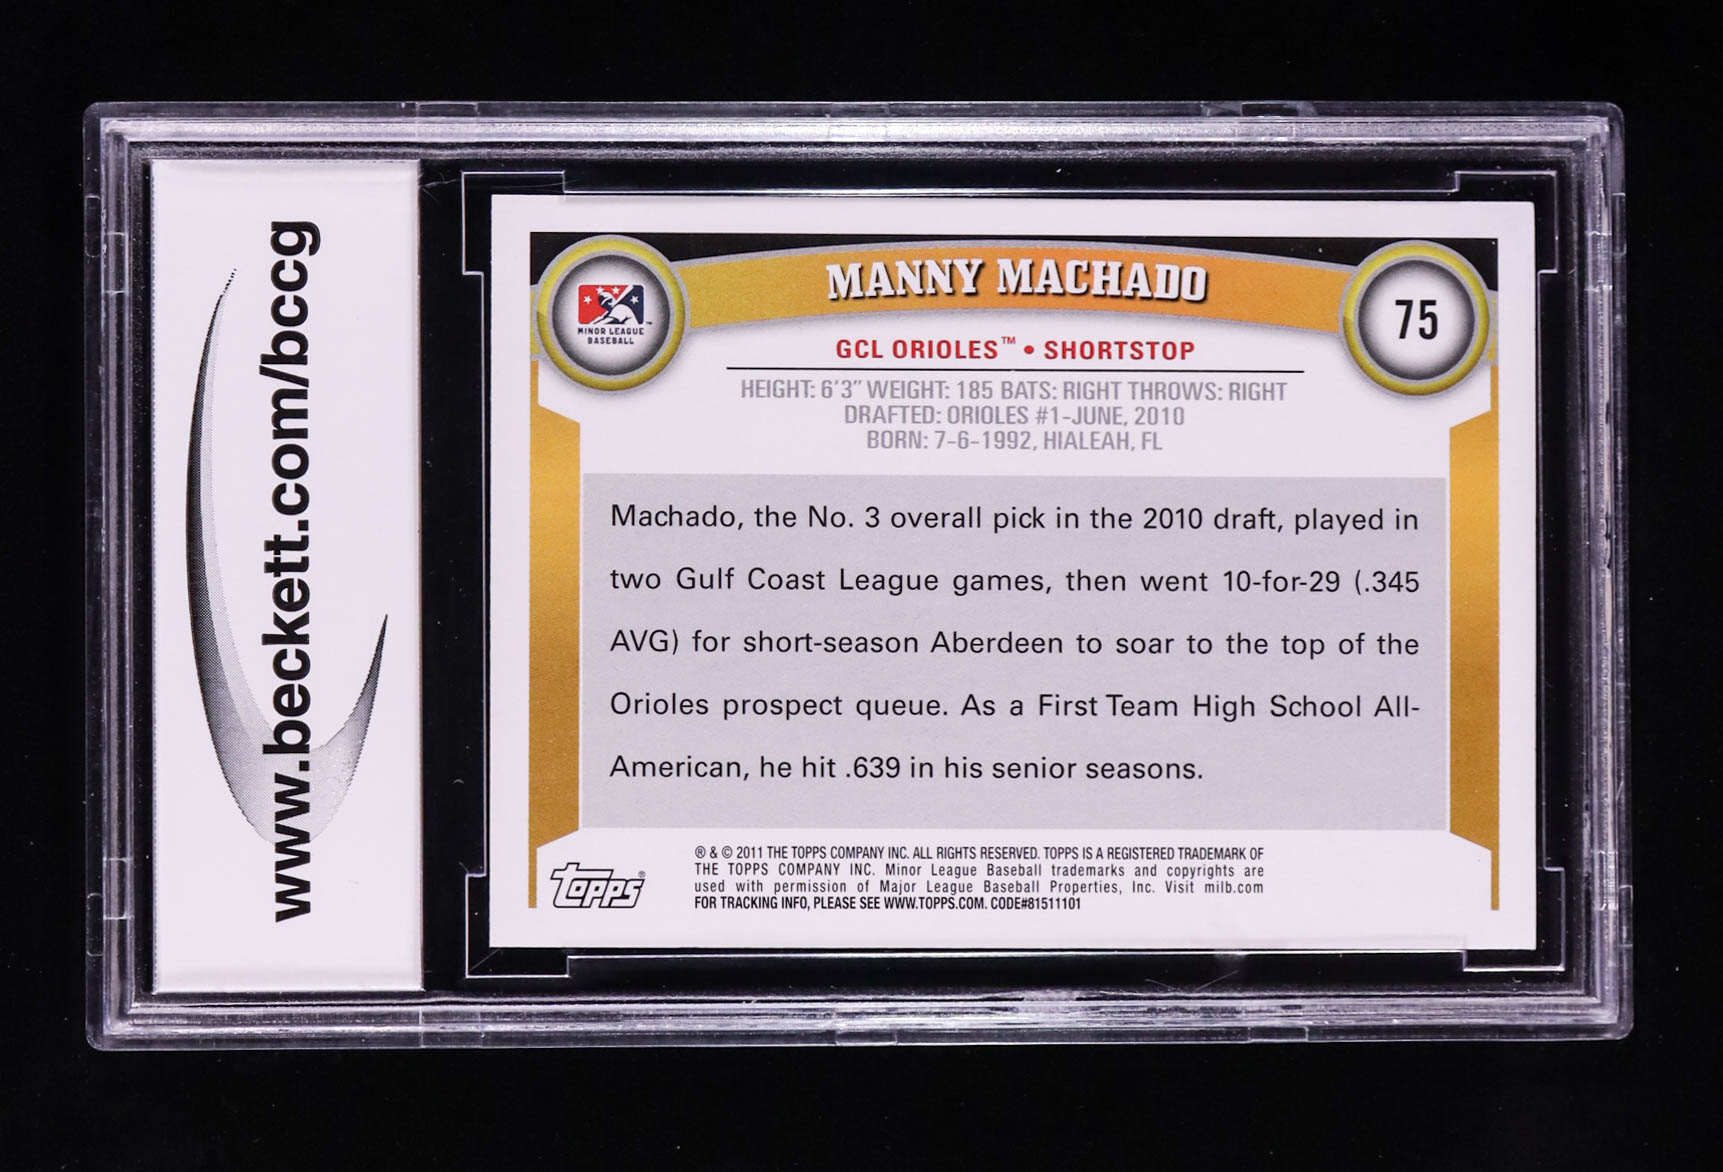 www.beckett.com/bccg
MINOR LEAGUE™
BASEBALL
MANNY MACHADO
75
GCL ORIOLES™ • SHORTSTOP
HEIGHT: 6'3" WEIGHT: 185 BATS: RIGHT THROWS: RIGHT
DRAFTED: ORIOLES #1-JUNE, 2010
BORN: 7-6-1992, HIALEAH, FL
Machado, the No. 3 overall pick in the 2010 draft, played in
two Gulf Coast League games, then went 10-for-29 (.345
AVG) for short-season Aberdeen to soar to the top of the
Orioles prospect queue. As a First Team High School All-
American, he hit .639 in his senior seasons.
topps®
® & © 2011 THE TOPPS COMPANY INC. ALL RIGHTS RESERVED. TOPPS IS A REGISTERED TRADEMARK OF
THE TOPPS COMPANY INC. Minor League Baseball trademarks and copyrights are
used with permission of Major League Baseball Properties, Inc. Visit milb.com
FOR TRACKING INFO, PLEASE SEE WWW.TOPPS.COM. CODE#81511101